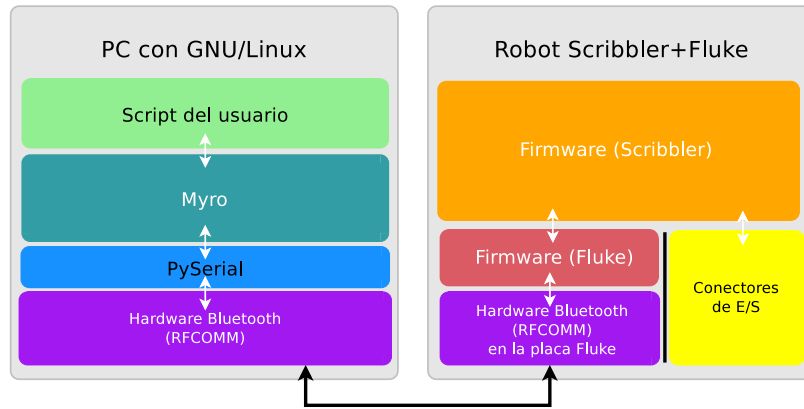 PC con GNU/Linux
Script del usuario
Myro
PySerial
Hardware Bluetooth
(RFCOMM)
Robot Scribbler+Fluke
Firmware (Scribbler)
Firmware (Fluke)
Hardware Bluetooth
(RFCOMM)
en la placa Fluke
Conectores
de E/S